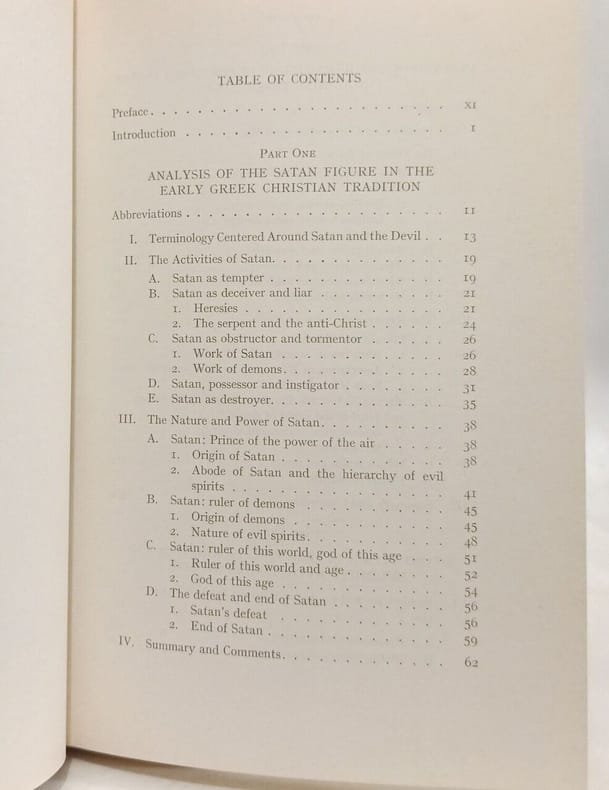 TABLE OF CONTENTS
Preface . . . . . . . . . . . . . . . . . . . . . XI
Introduction . . . . . . . . . . . . . . . . . . . 1
PART ONE
ANALYSIS OF THE SATAN FIGURE IN THE
EARLY GREEK CHRISTIAN TRADITION
Abbreviations . . . . . . . . . . . . . . . . . . . 11
I. Terminology Centered Around Satan and the Devil . . 13
II. The Activities of Satan . . . . . . . . . . . . 19
A. Satan as tempter . . . . . . . . . . . . 19
B. Satan as deceiver and liar . . . . . . . . 21
1. Heresies . . . . . . . . . . . . . 21
2. The serpent and the anti-Christ . . . . . 24
C. Satan as obstructor and tormentor . . . . . 26
1. Work of Satan . . . . . . . . . . . 26
2. Work of demons . . . . . . . . . . . 28
D. Satan, possessor and instigator . . . . . . . 31
E. Satan as destroyer . . . . . . . . . . . . 35
III. The Nature and Power of Satan . . . . . . . . . 38
A. Satan: Prince of the power of the air . . . . . 38
1. Origin of Satan . . . . . . . . . . . 38
2. Abode of Satan and the hierarchy of evil
spirits . . . . . . . . . . . . . . 41
B. Satan: ruler of demons . . . . . . . . . . 45
1. Origin of demons . . . . . . . . . . 45
2. Nature of evil spirits . . . . . . . . . 48
C. Satan: ruler of this world, god of this age . . . 51
1. Ruler of this world and age . . . . . . . 52
2. God of this age . . . . . . . . . . . 54
D. The defeat and end of Satan . . . . . . . . 56
1. Satan's defeat . . . . . . . . . . . 56
2. End of Satan . . . . . . . . . . . . 59
IV. Summary and Comments . . . . . . . . . . . . 62